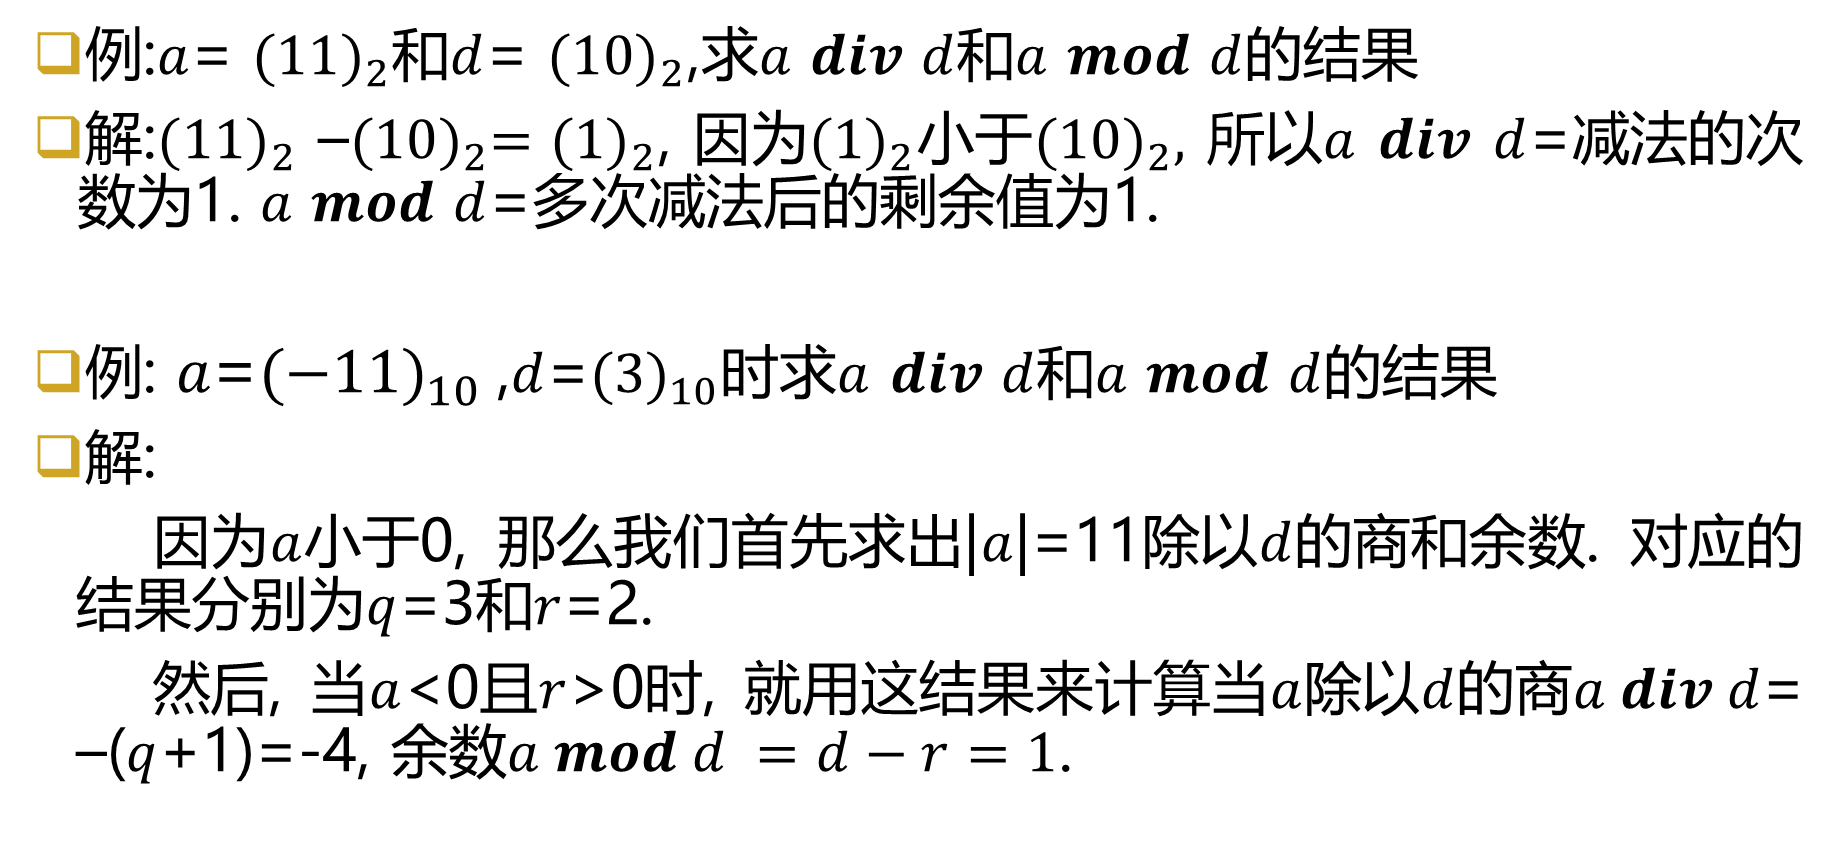 ❑例:a= (11)₂和d= (10)₂,求a div d和a mod d的结果
❑解:(11)₂ −(10)₂= (1)₂, 因为(1)₂小于(10)₂, 所以a div d=减法的次
数为1. a mod d=多次减法后的剩余值为1.
❑例: a=(−11)₁₀ ,d=(3)₁₀时求a div d和a mod d的结果
❑解:
因为a小于0, 那么我们首先求出|a|=11除以d的商和余数. 对应的
结果分别为q=3和r=2.
然后, 当a<0且r>0时, 就用这结果来计算当a除以d的商a div d=
−(q+1)=-4, 余数a mod d = d − r = 1.